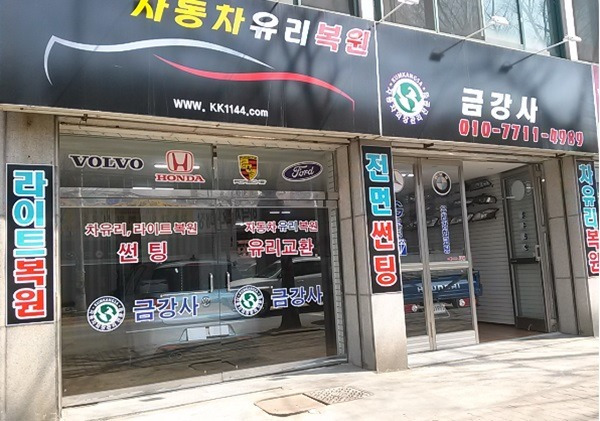 자동차유리복원
WWW. KK1144.com
KUMKANGSA
금강사
010-7711-4989
라이트복원
VOLVO
HONDA
PORSCHE
Ford
차유리, 라이트복원
썬팅
자동차유리복원
유리교환
금강사
금강사
전면썬팅
차유리복원